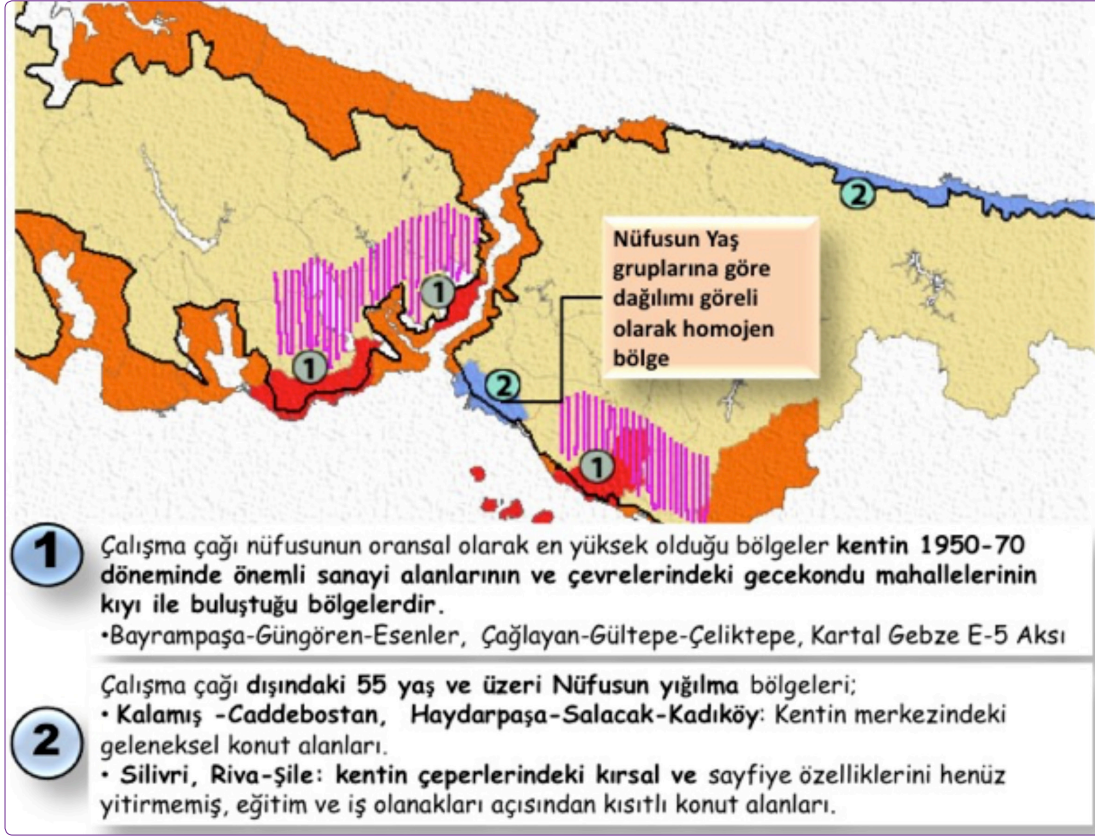 2
Nüfusun Yaş
gruplarına göre
dağılımı göreli
olarak homojen
bölge
1
1
2
1
1
Çalışma çağı nüfusunun oransal olarak en yüksek olduğu bölgeler kentin 1950-70
döneminde önemli sanayi alanlarının ve çevrelerindeki gecekondu mahallelerinin
kıyı ile buluştuğu bölgelerdir.
•Bayrampaşa-Güngören-Esenler, Çağlayan-Gültepe-Çeliktepe, Kartal Gebze E-5 Aksı
2
Çalışma çağı dışındaki 55 yaş ve üzeri Nüfusun yığılma bölgeleri;
• Kalamış -Caddebostan, Haydarpaşa-Salacak-Kadıköy: Kentin merkezindeki
geleneksel konut alanları.
• Silivri, Riva-Şile: kentin çeperlerindeki kırsal ve sayfiye özelliklerini henüz
yitirmemiş, eğitim ve iş olanakları açısından kısıtlı konut alanları.